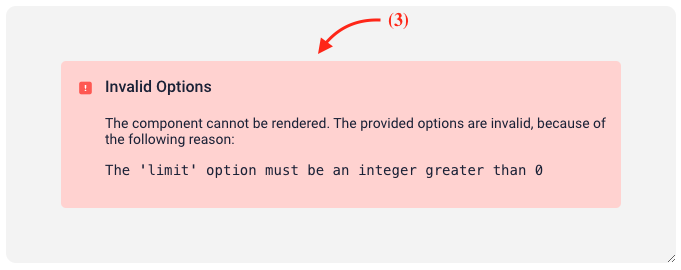 (3)
Invalid Options
The component cannot be rendered. The provided options are invalid, because of
the following reason:
The 'limit' option must be an integer greater than 0